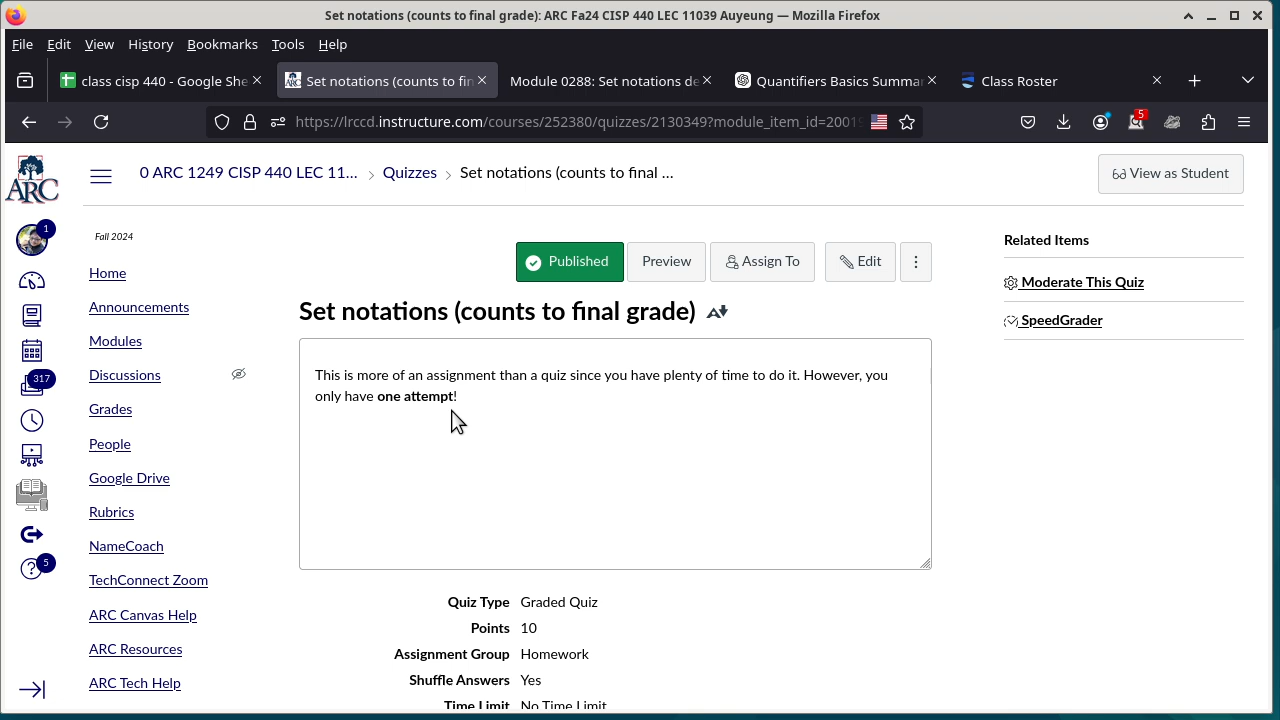 Set notations (counts to final grade): ARC Fa24 CISP 440 LEC 11039 Auyeung — Mozilla Firefox
File Edit View History Bookmarks Tools Help
class cisp 440 - Google She
Set notations (counts to fin
Module 0288: Set notations de
Quantifiers Basics Summar
Class Roster
https://lrccd.instructure.com/courses/252380/quizzes/2130349?module_item_id=20019
5
ARC
0 ARC 1249 CISP 440 LEC 11... > Quizzes > Set notations (counts to final ...
View as Student
1
317
5
Fall 2024
Home
Announcements
Modules
Discussions
Grades
People
Google Drive
Rubrics
NameCoach
TechConnect Zoom
ARC Canvas Help
ARC Resources
ARC Tech Help
Published Preview Assign To Edit
Set notations (counts to final grade)
This is more of an assignment than a quiz since you have plenty of time to do it. However, you
only have one attempt!
Quiz Type Graded Quiz
Points 10
Assignment Group Homework
Shuffle Answers Yes
Time Limit No Time Limit
Related Items
Moderate This Quiz
SpeedGrader